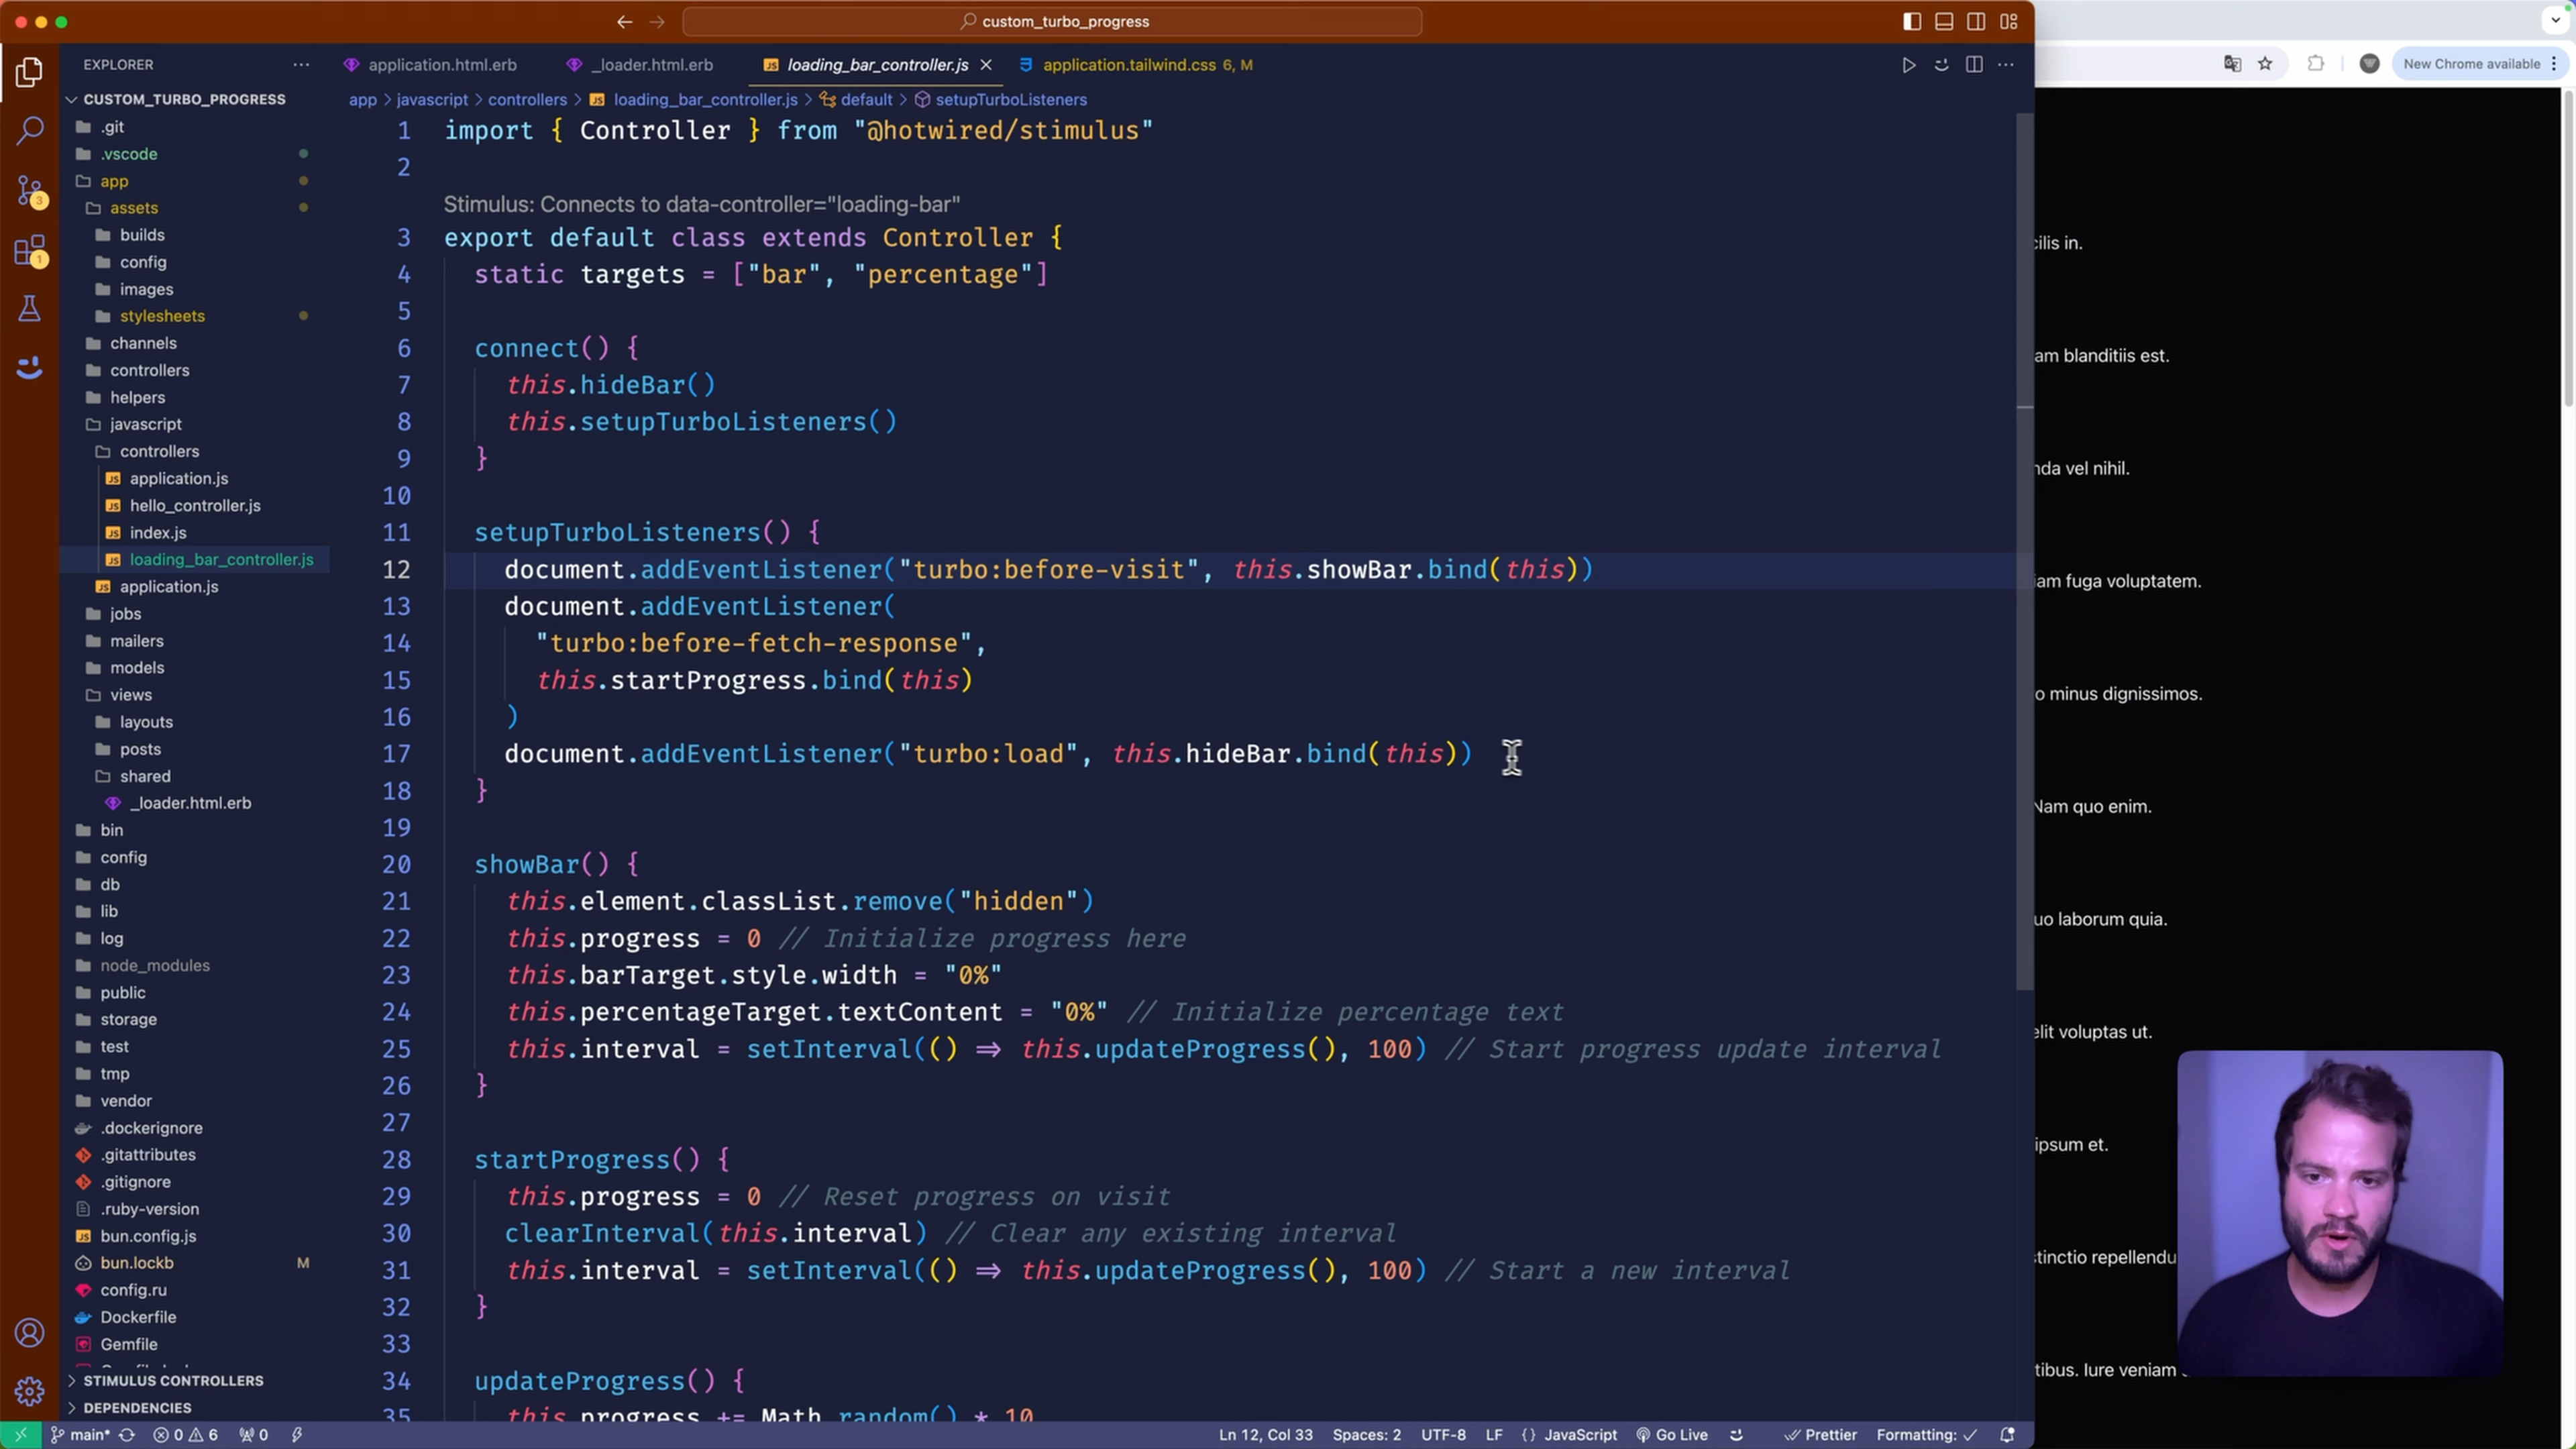 custom_turbo_progress
New Chrome available
EXPLORER
application.html.erb
_loader.html.erb
loading_bar_controller.js
application.tailwind.css 6, M
CUSTOM_TURBO_PROGRESS
app > javascript > controllers > loading_bar_controller.js > default > setupTurboListeners
.git
.vscode
app
assets
builds
config
images
stylesheets
channels
controllers
helpers
javascript
controllers
application.js
hello_controller.js
index.js
loading_bar_controller.js
application.js
jobs
mailers
models
views
layouts
posts
shared
_loader.html.erb
bin
config
db
lib
log
node_modules
public
storage
test
tmp
vendor
.dockerignore
.gitattributes
.gitignore
.ruby-version
bun.config.js
bun.lockb M
config.ru
Dockerfile
Gemfile
STIMULUS CONTROLLERS
DEPENDENCIES
3
1
1 import { Controller } from "@hotwired/stimulus"
2
Stimulus: Connects to data-controller="loading-bar"
3 export default class extends Controller {
4 static targets = ["bar", "percentage"]
5
6 connect() {
7 this.hideBar()
8 this.setupTurboListeners()
9 }
10
11 setupTurboListeners() {
12 document.addEventListener("turbo:before-visit", this.showBar.bind(this))
13 document.addEventListener(
14 "turbo:before-fetch-response",
15 this.startProgress.bind(this)
16 )
17 document.addEventListener("turbo:load", this.hideBar.bind(this))
18 }
19
20 showBar() {
21 this.element.classList.remove("hidden")
22 this.progress = 0 // Initialize progress here
23 this.barTarget.style.width = "0%"
24 this.percentageTarget.textContent = "0%" // Initialize percentage text
25 this.interval = setInterval(() => this.updateProgress(), 100) // Start progress update interval
26 }
27
28 startProgress() {
29 this.progress = 0 // Reset progress on visit
30 clearInterval(this.interval) // Clear any existing interval
31 this.interval = setInterval(() => this.updateProgress(), 100) // Start a new interval
32 }
33
34 updateProgress() {
35 this.progress += Math.random() * 10
cilis in.
am blanditiis est.
nda vel nihil.
iam fuga voluptatem.
o minus dignissimos.
Nam quo enim.
uo laborum quia.
elit voluptas ut.
ipsum et.
stinctio repellendu
tibus. Iure veniam
main* 0 6 0
Ln 12, Col 33 Spaces: 2 UTF-8 LF {} JavaScript Go Live Prettier Formatting: ✓